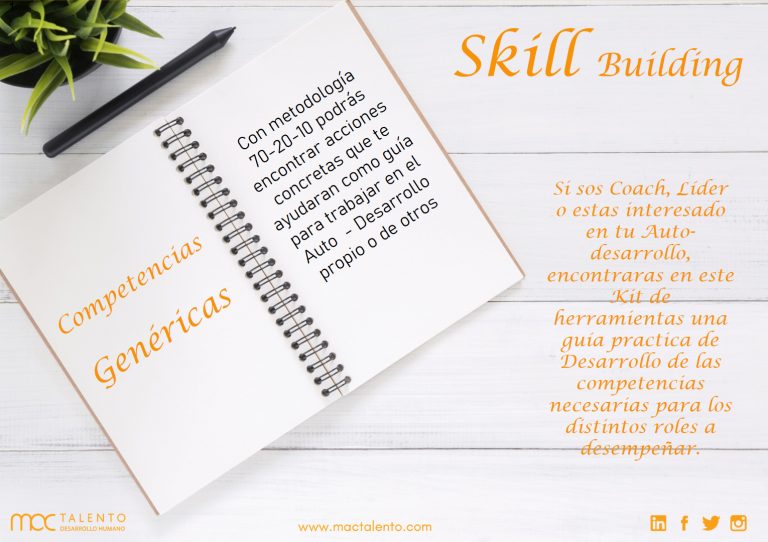 Skill Building
Con metodología
70-20-10 podrás
encontrar acciones
concretas que te
ayudaran como guía
para trabajar en el
Auto - Desarrollo
propio o de otros
Competencias
Genéricas
Si sos Coach, Líder
o estas interesado
en tu Auto-
desarrollo,
encontraras en este
Kit de
herramientas una
guía practica de
Desarrollo de las
competencias
necesarias para los
distintos roles a
desempeñar.
mac TALENTO
DESARROLLO HUMANO
www.mactalento.com